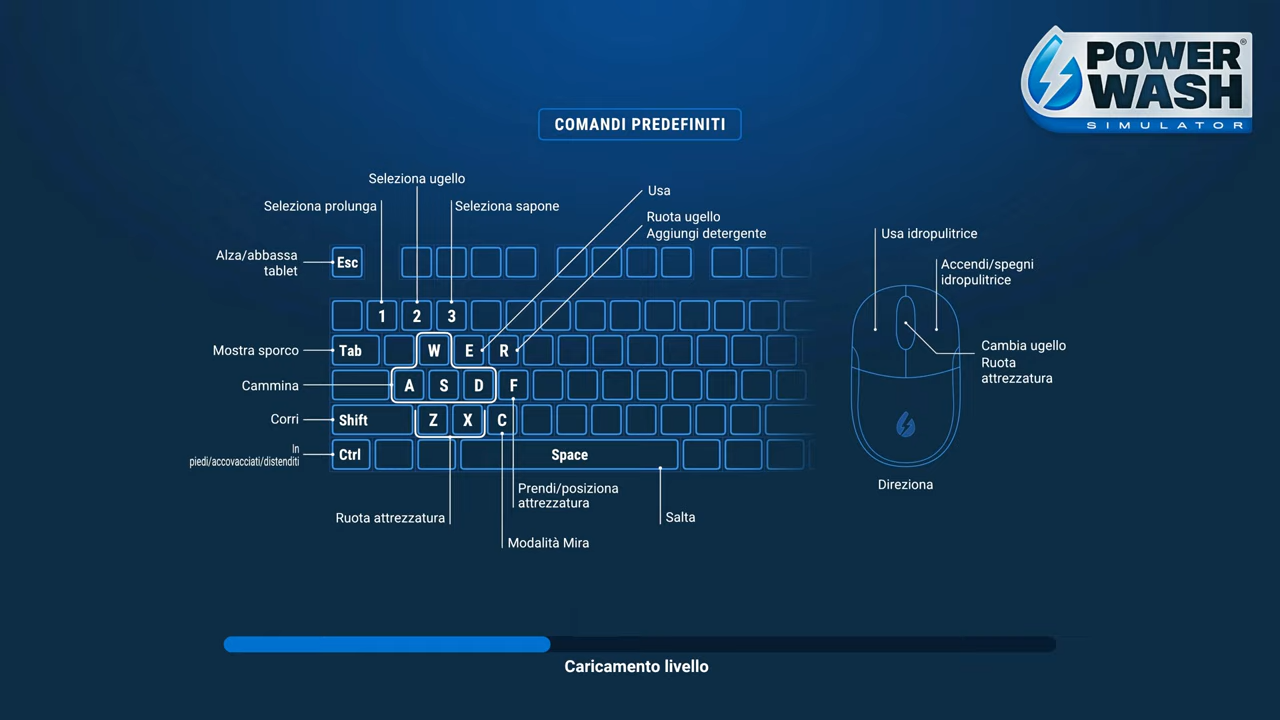 POWER
WASH®
SIMULATOR
COMANDI PREDEFINITI
Seleziona ugello
Seleziona prolunga
Seleziona sapone
Usa
Ruota ugello
Aggiungi detergente
Alza/abbassa
tablet
Esc
1 2 3
Mostra sporco
Tab W E R
Cammina
A S D F
Corri
Shift Z X C
In
piedi/accovacciati/distenditi
Ctrl Space
Ruota attrezzatura
Prendi/posiziona
attrezzatura
Modalità Mira
Salta
Usa idropulitrice
Accendi/spegni
idropulitrice
Cambia ugello
Ruota
attrezzatura
Direziona
Caricamento livello